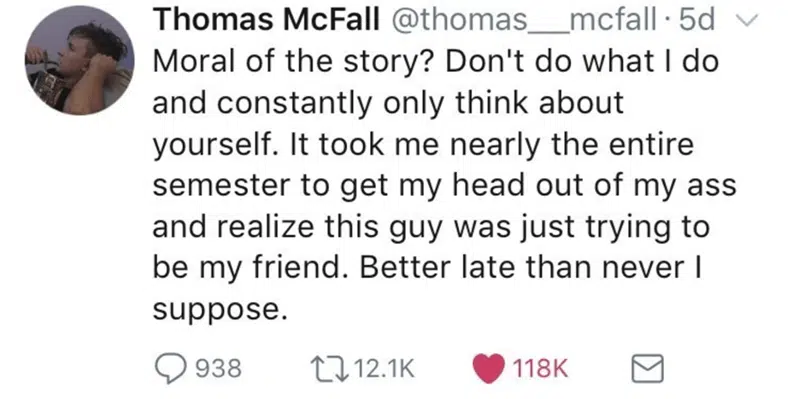 Thomas McFall @thomas__mcfall · 5d
Moral of the story? Don't do what I do
and constantly only think about
yourself. It took me nearly the entire
semester to get my head out of my ass
and realize this guy was just trying to
be my friend. Better late than never I
suppose.
938 12.1K 118K